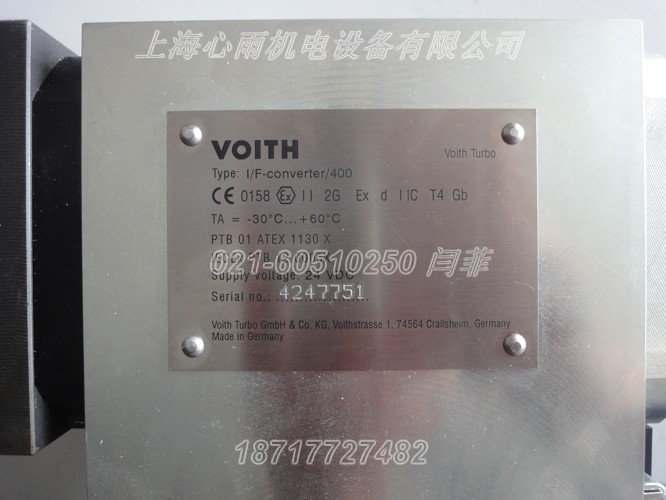 上海心雨机电设备有限公司
VOITH
Voith Turbo
Type: I/F-converter/400
CE 0158 Ex II 2G Ex d IIC T4 Gb
TA = -30°C...+60°C
PTB 01 ATEX 1130 X
021-60510250 闫菲
Supply voltage: 24 VDC
Serial no.: 4247751
Voith Turbo GmbH & Co. KG, Voithstrasse 1, 74564 Crailsheim, Germany
Made in Germany
18717727482